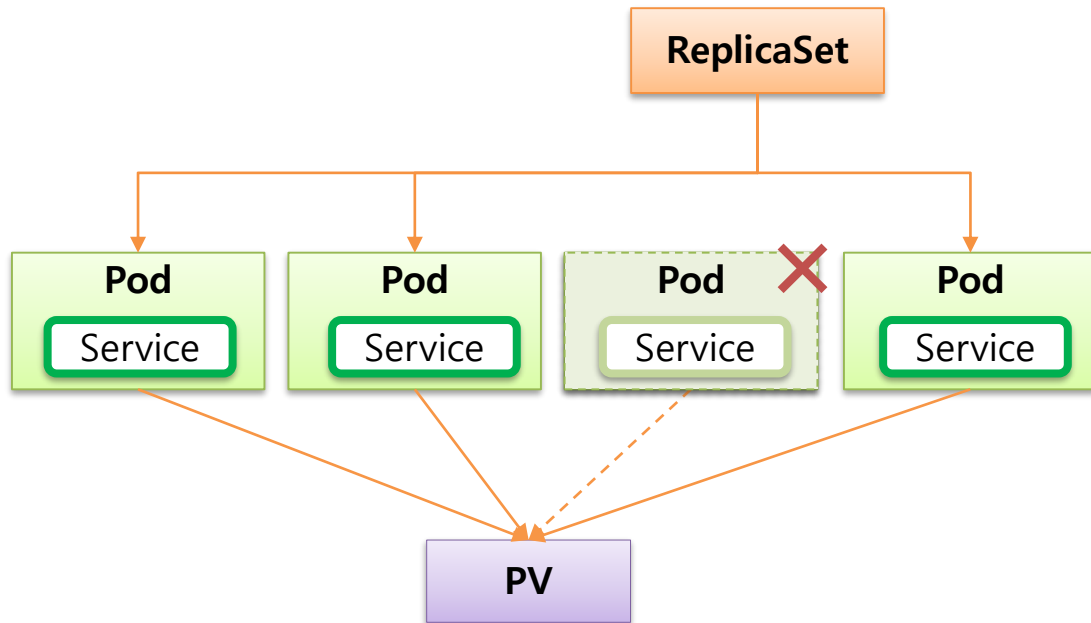 ReplicaSet
Pod
Service
Pod
Service
Pod
Service
Pod
Service
PV